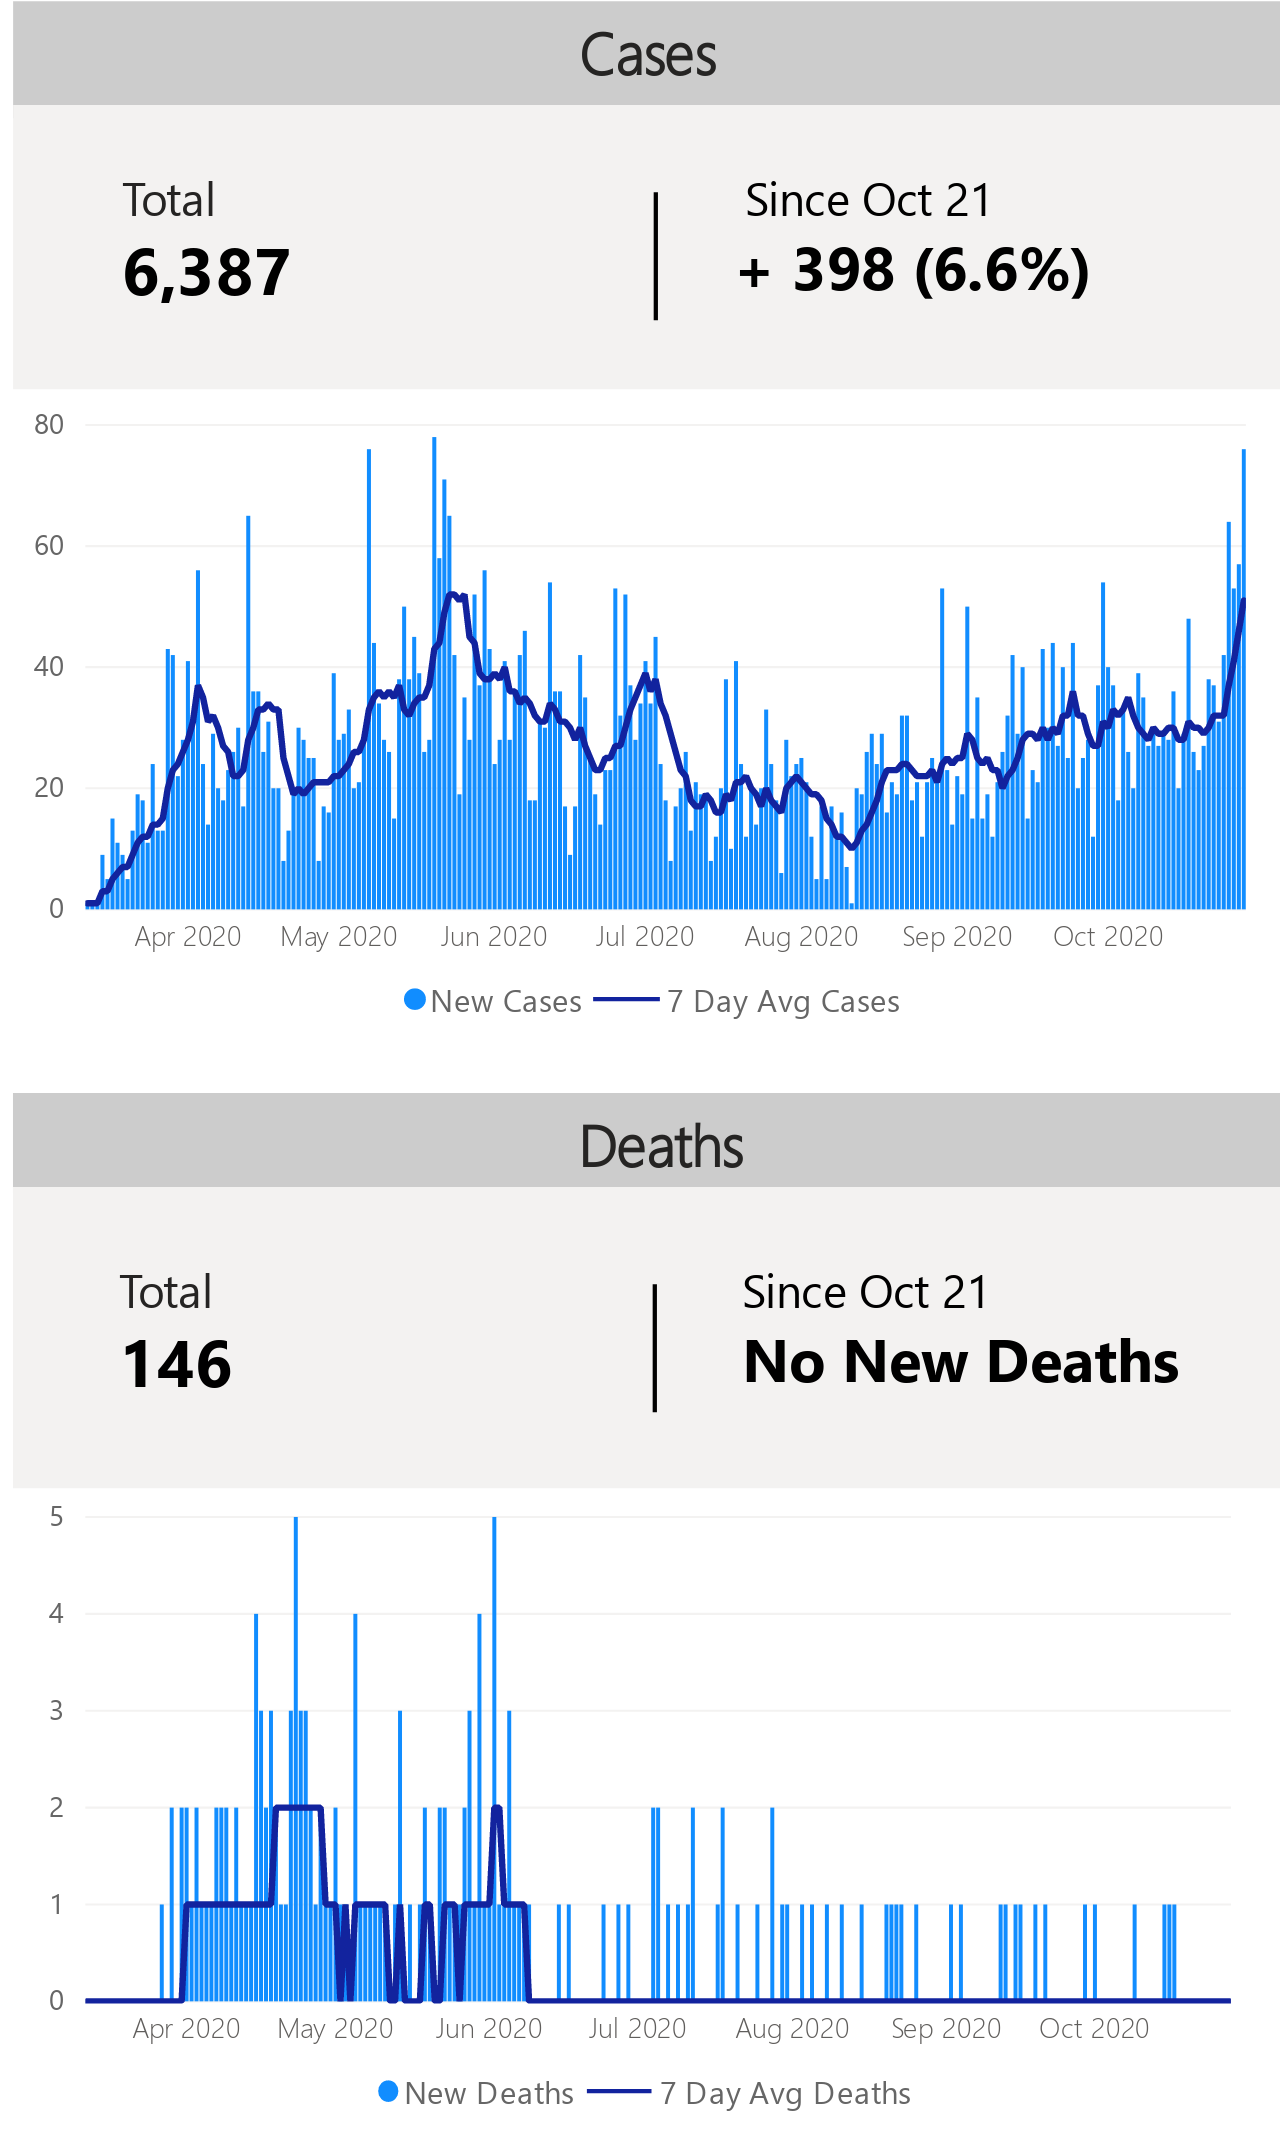 Cases
Total
Since Oct 21
6,387
+ 398 (6.6%)
80
60
40
20
0
Apr 2020 May 2020 Jun 2020 Jul 2020 Aug 2020 Sep 2020 Oct 2020
New Cases 7 Day Avg Cases
Deaths
Total
Since Oct 21
146
No New Deaths
5
4
3
2
1
0
Apr 2020 May 2020 Jun 2020 Jul 2020 Aug 2020 Sep 2020 Oct 2020
New Deaths 7 Day Avg Deaths